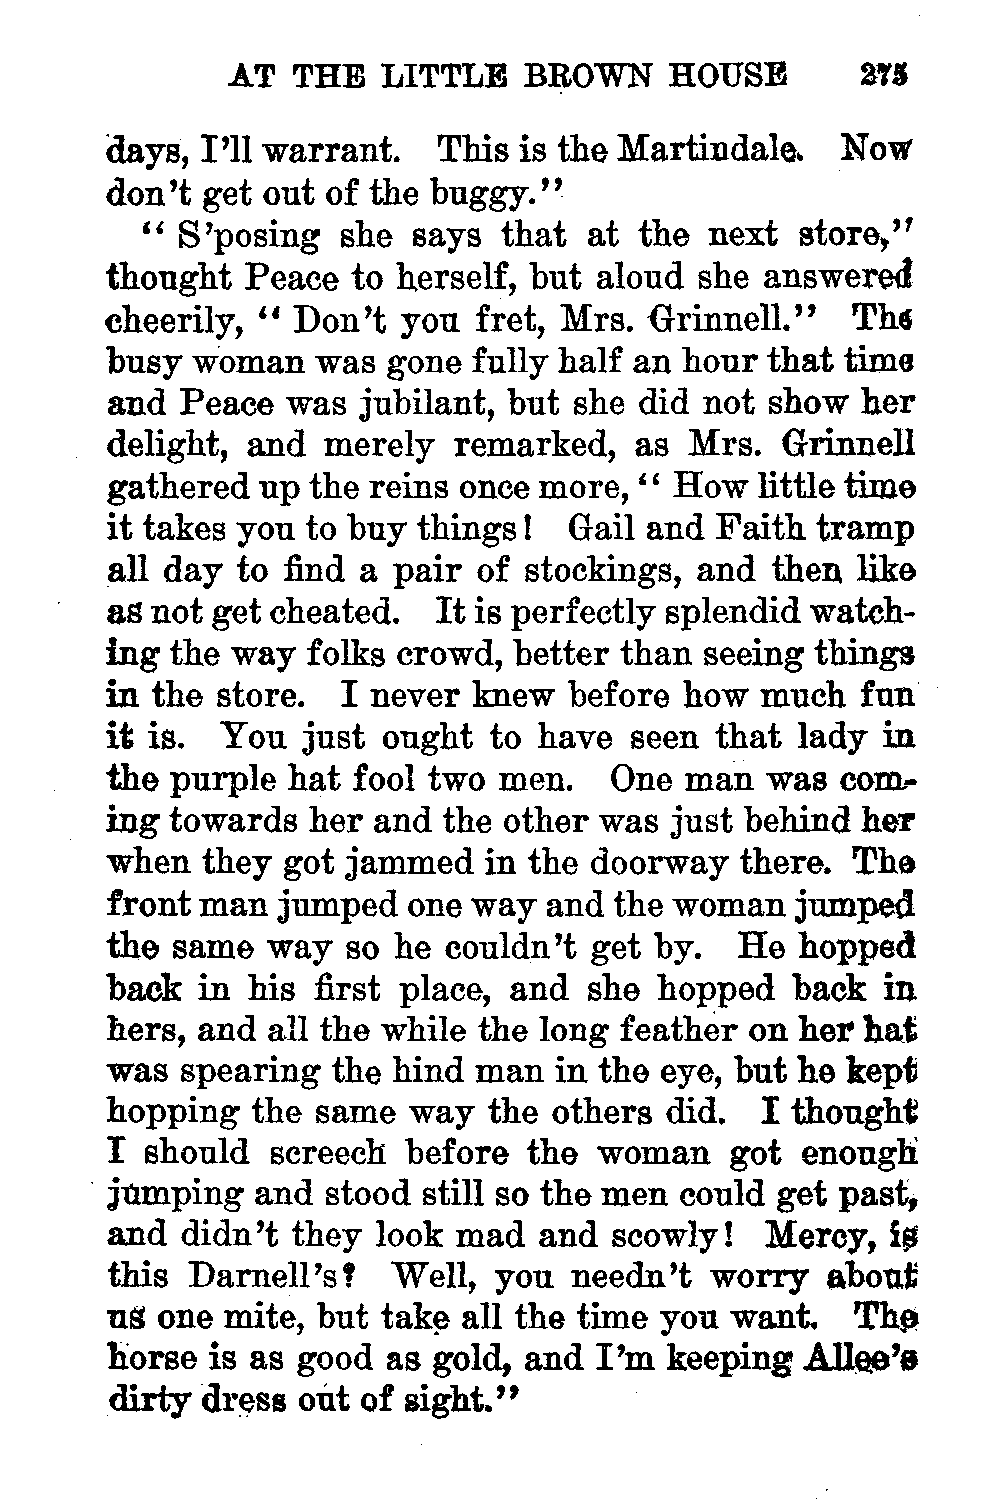 AT THE LITTLE BROWN HOUSE 275
days, I'll warrant. This is the Martindale. Now
don't get out of the buggy."
" S'posing she says that at the next store,"
thought Peace to herself, but aloud she answered
cheerily, " Don't you fret, Mrs. Grinnell." The
busy woman was gone fully half an hour that time
and Peace was jubilant, but she did not show her
delight, and merely remarked, as Mrs. Grinnell
gathered up the reins once more, " How little time
it takes you to buy things! Gail and Faith tramp
all day to find a pair of stockings, and then like
as not get cheated. It is perfectly splendid watch-
ing the way folks crowd, better than seeing things
in the store. I never knew before how much fun
it is. You just ought to have seen that lady in
the purple hat fool two men. One man was com-
ing towards her and the other was just behind her
when they got jammed in the doorway there. The
front man jumped one way and the woman jumped
the same way so he couldn't get by. He hopped
back in his first place, and she hopped back in
hers, and all the while the long feather on her hat
was spearing the hind man in the eye, but he kept
hopping the same way the others did. I thought
I should screech before the woman got enough
jumping and stood still so the men could get past,
and didn't they look mad and scowly! Mercy, is
this Darnell's? Well, you needn't worry about
us one mite, but take all the time you want. The
horse is as good as gold, and I'm keeping Allee's
dirty dress out of sight."